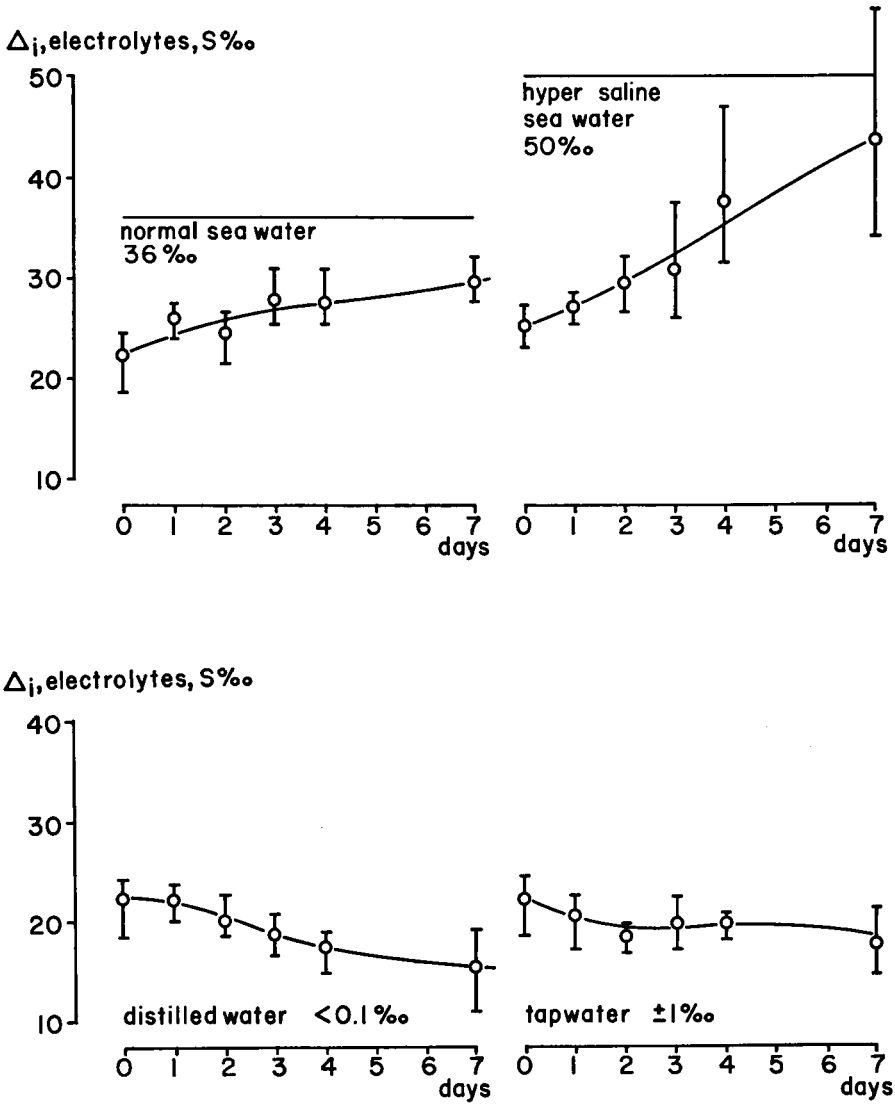 Δi, electrolytes, S‰
50
40
30
20
10
normal sea water
36‰
0 1 2 3 4 5 6 7
days
hyper saline
sea water
50‰
0 1 2 3 4 5 6 7
days
Δi, electrolytes, S‰
40
30
20
10
distilled water <0.1‰
0 1 2 3 4 5 6 7
days
tapwater ±1‰
0 1 2 3 4 5 6 7
days